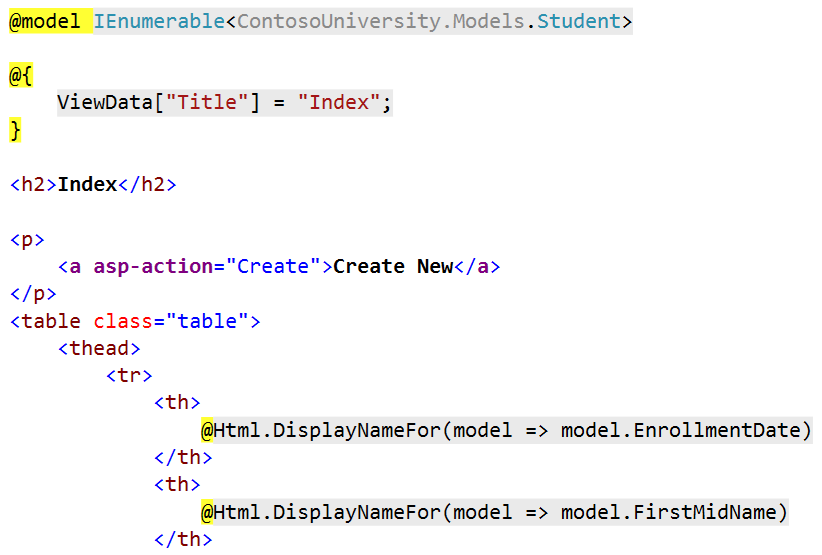 @model IEnumerable<ContosoUniversity.Models.Student>
@{
    ViewData["Title"] = "Index";
}
<h2>Index</h2>
<p>
    <a asp-action="Create">Create New</a>
</p>
<table class="table">
    <thead>
        <tr>
            <th>
                @Html.DisplayNameFor(model => model.EnrollmentDate)
            </th>
            <th>
                @Html.DisplayNameFor(model => model.FirstMidName)
            </th>